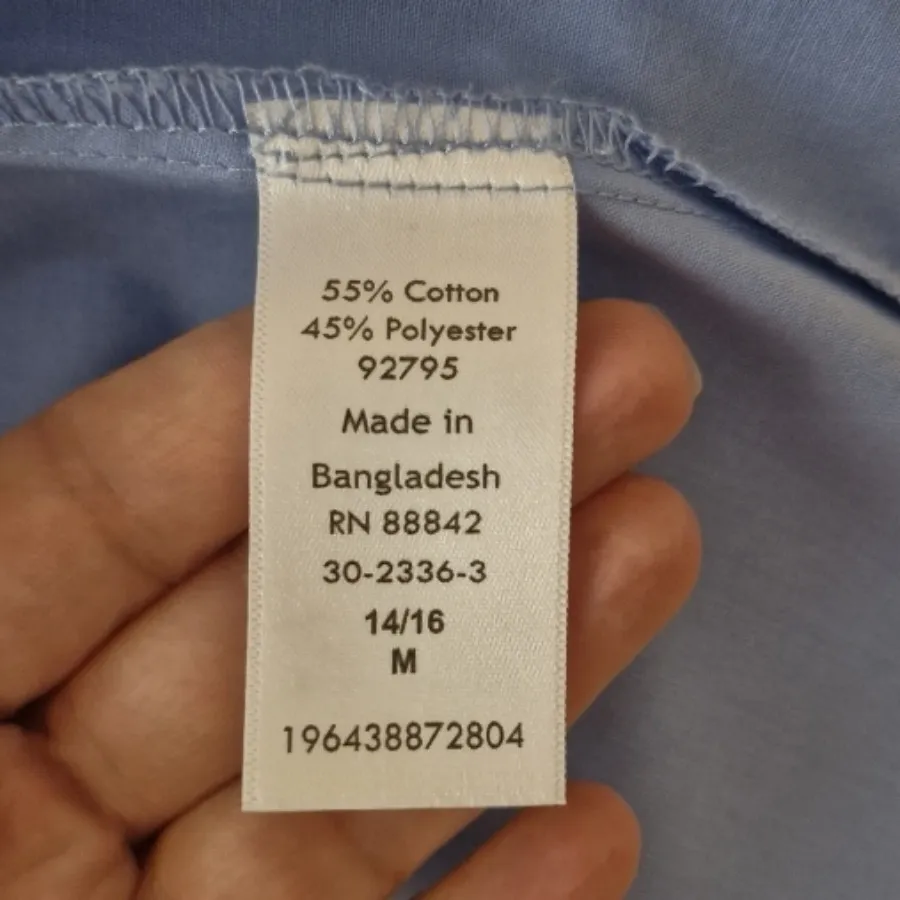 55% Cotton
45% Polyester
92795
Made in
Bangladesh
RN 88842
30-2336-3
14/16
M
196438872804